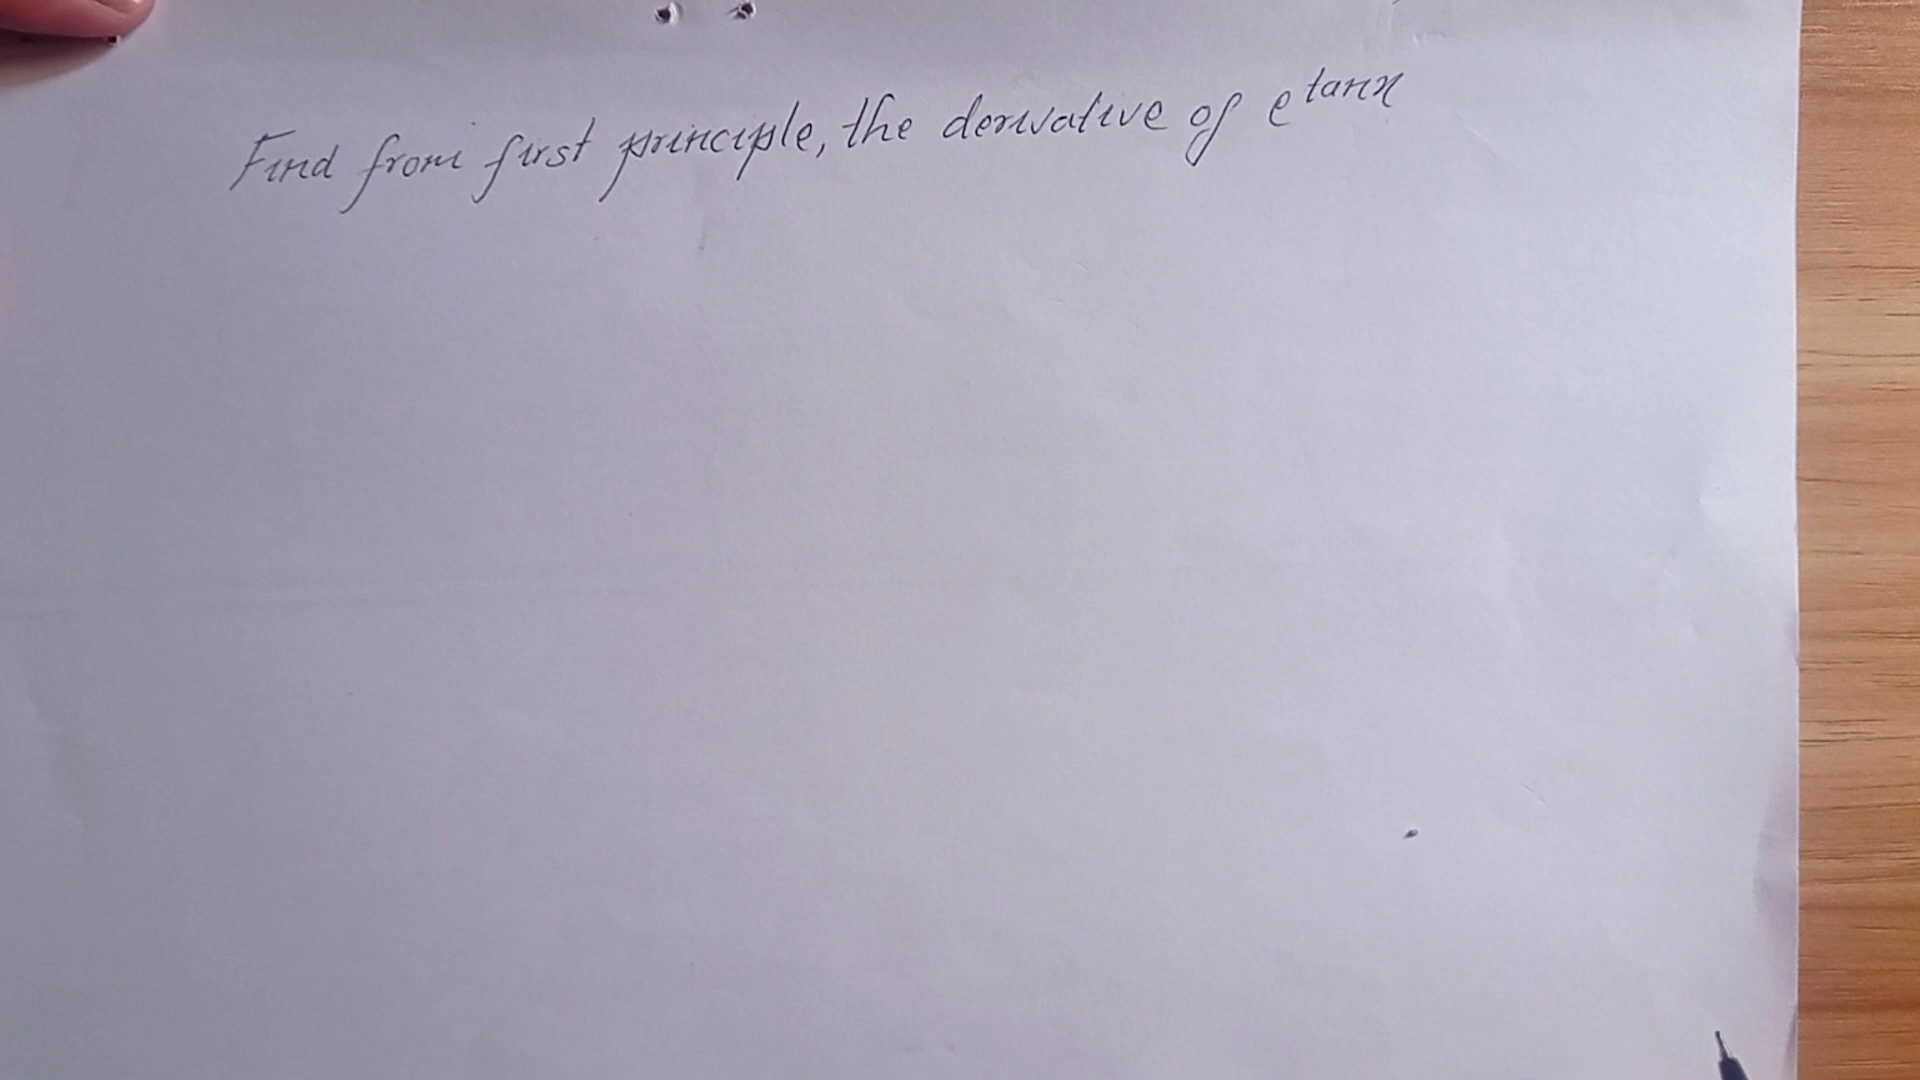 Find from first principle, the derivative of e^tanx